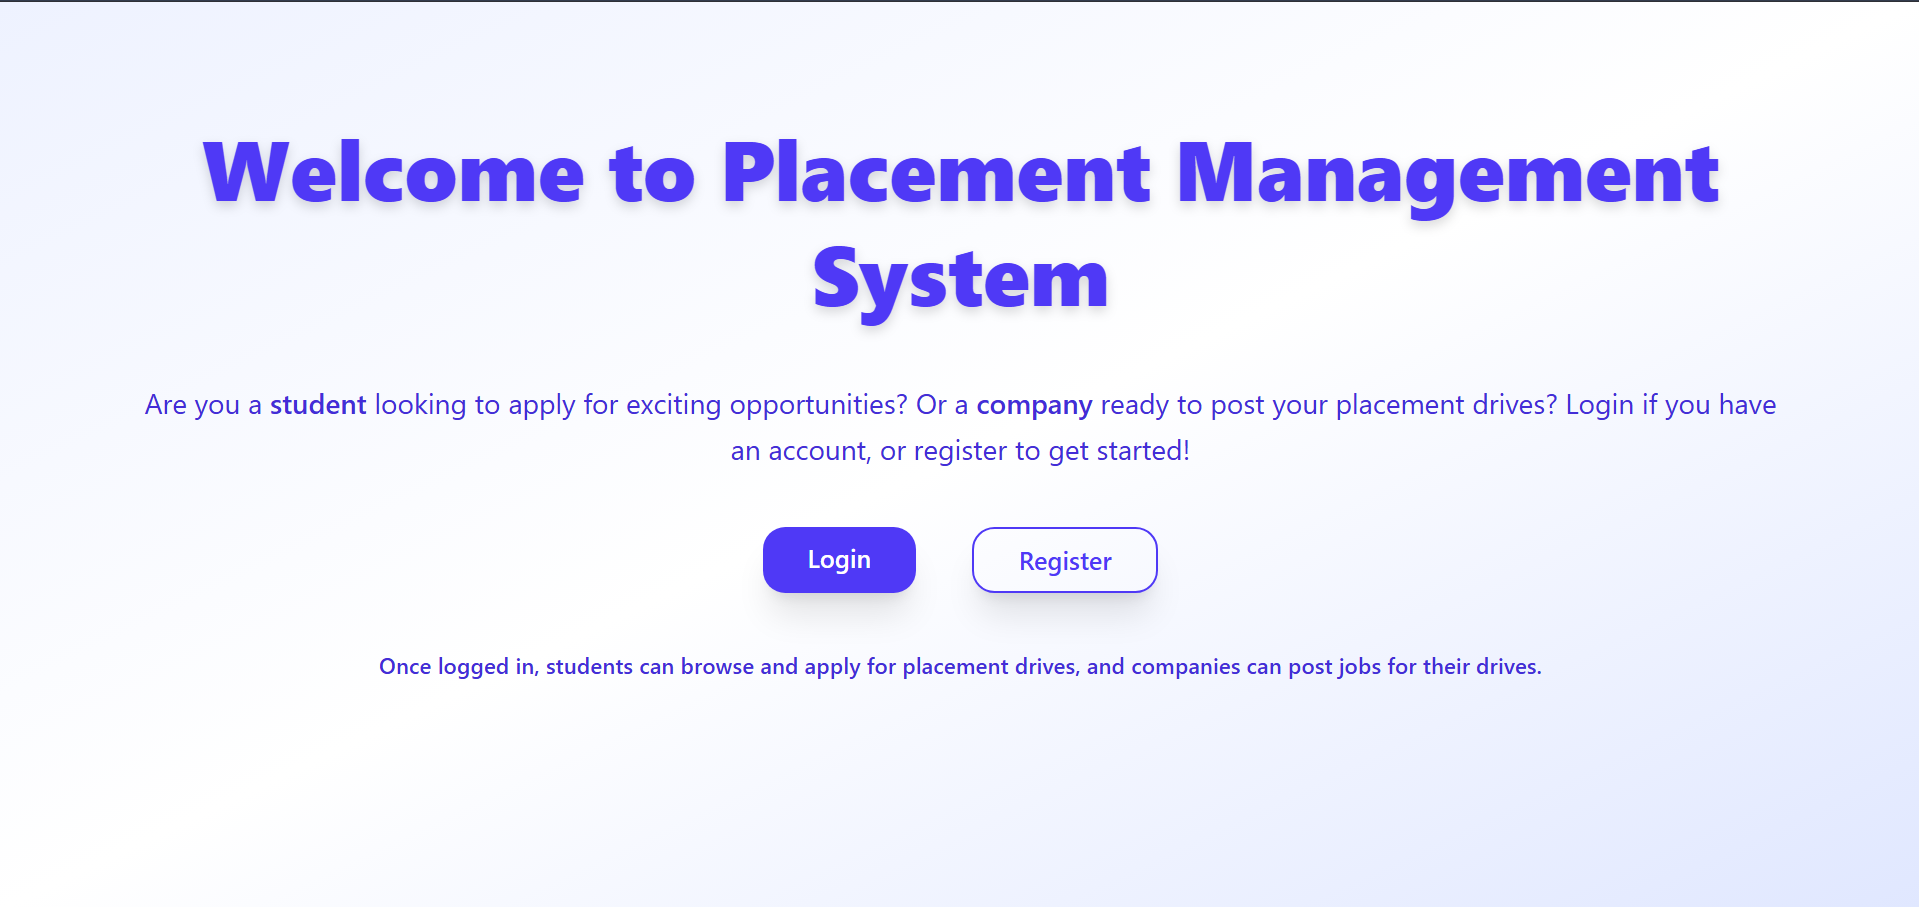 Welcome to Placement Management
System
Are you a student looking to apply for exciting opportunities? Or a company ready to post your placement drives? Login if you have
an account, or register to get started!
Login
Register
Once logged in, students can browse and apply for placement drives, and companies can post jobs for their drives.